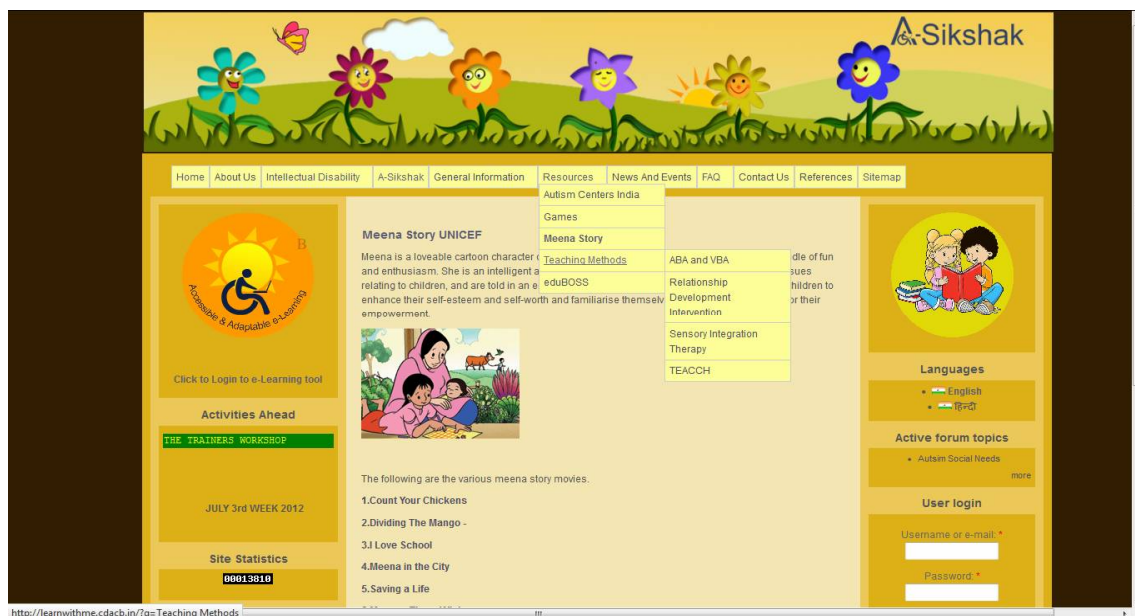 A-Sikshak
Home About Us Intellectual Disability A-Sikshak General Information Resources News And Events FAQ Contact Us References Sitemap
Autism Centers India
Games
Meena Story
Teaching Methods
eduBOSS
ABA and VBA
Relationship
Development
Intervention
Sensory Integration
Therapy
TEACCH
B
Accessible & Adaptable e-Learning
Click to Login to e-Learning tool
Activities Ahead
THE TRAINERS WORKSHOP
JULY 3rd WEEK 2012
Site Statistics
00013810
Meena Story UNICEF
Meena is a loveable cartoon character dle of fun
and enthusiasm. She is an intelligent a sues
relating to children, and are told in an e hildren to
enhance their self-esteem and self-worth and familiarise themselv or their
empowerment.
The following are the various meena story movies.
1.Count Your Chickens
2.Dividing The Mango -
3.I Love School
4.Meena in the City
5.Saving a Life
Languages
English
हिन्दी
Active forum topics
Autsim Social Needs
more
User login
Username or e-mail: *
Password: *
http://learnwithme.cdacb.in/?q=Teaching Methods